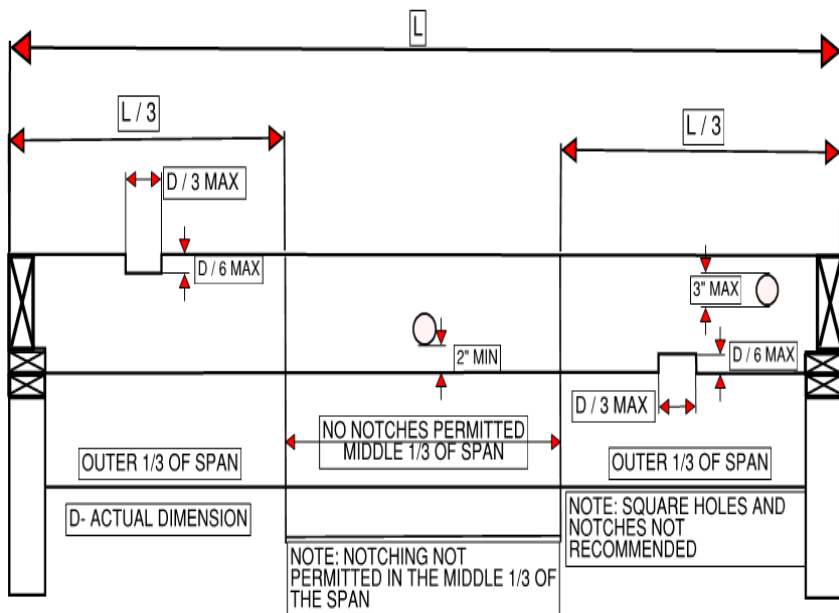 L
L / 3
L / 3
D / 3 MAX
D / 6 MAX
3" MAX
2" MIN
D / 6 MAX
D / 3 MAX
NO NOTCHES PERMITTED
MIDDLE 1/3 OF SPAN
OUTER 1/3 OF SPAN
OUTER 1/3 OF SPAN
D- ACTUAL DIMENSION
NOTE: SQUARE HOLES AND
NOTCHES NOT
RECOMMENDED
NOTE: NOTCHING NOT
PERMITTED IN THE MIDDLE 1/3 OF
THE SPAN